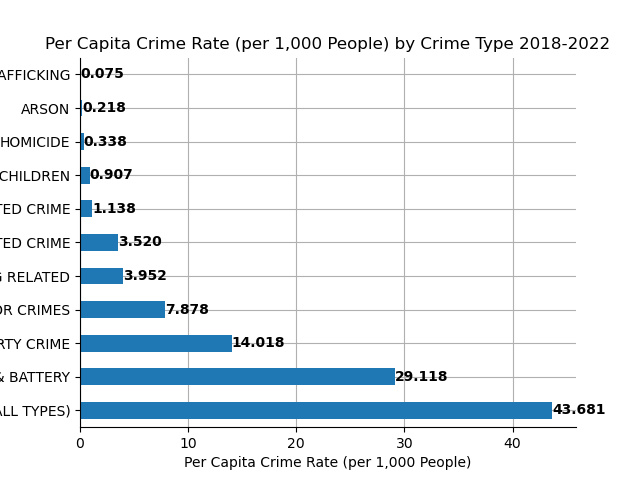 Per Capita Crime Rate (per 1,000 People) by Crime Type 2018-2022
AFFICKING 0.075
ARSON 0.218
HOMICIDE 0.338
CHILDREN 0.907
TED CRIME 1.138
TED CRIME 3.520
G RELATED 3.952
OR CRIMES 7.878
RTY CRIME 14.018
& BATTERY 29.118
ALL TYPES) 43.681
0 10 20 30 40
Per Capita Crime Rate (per 1,000 People)